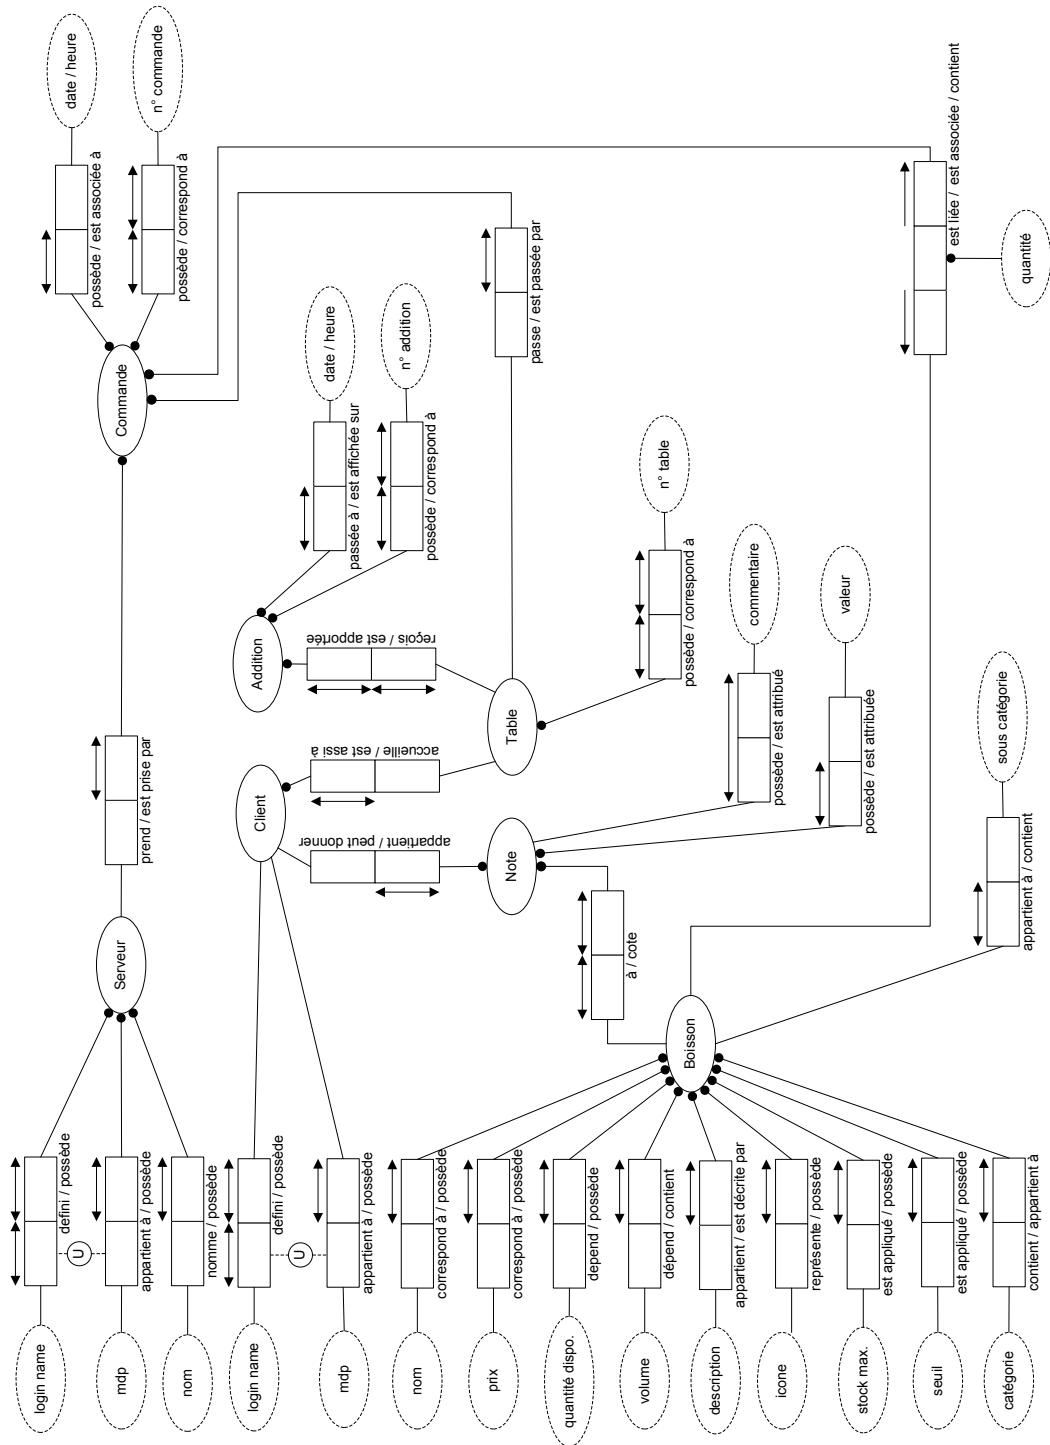 date / heure
possède / est associée à
n° commande
possède / correspond à
Commande
est liée / est associée / contient
quantité
passe / est passée par
date / heure
passée à / est affichée sur
n° addition
possède / correspond à
Addition
reçois / est apportée
n° table
possède / correspond à
Table
accueille / est assi à
Client
commentaire
possède / est attribué
valeur
possède / est attribuée
appartient / peut donner
Note
à / cote
sous catégorie
appartient à / contient
prend / est prise par
Serveur
Boisson
login name
defini / possède
U
mdp
appartient à / possède
nom
nomme / possède
login name
defini / possède
U
mdp
appartient à / possède
nom
correspond à / possède
prix
correspond à / possède
quantité dispo.
depend / possède
volume
dépend / contient
description
appartient / est décrite par
icone
représente / possède
stock max.
est appliqué / possède
seuil
est appliqué / possède
catégorie
contient / appartient à